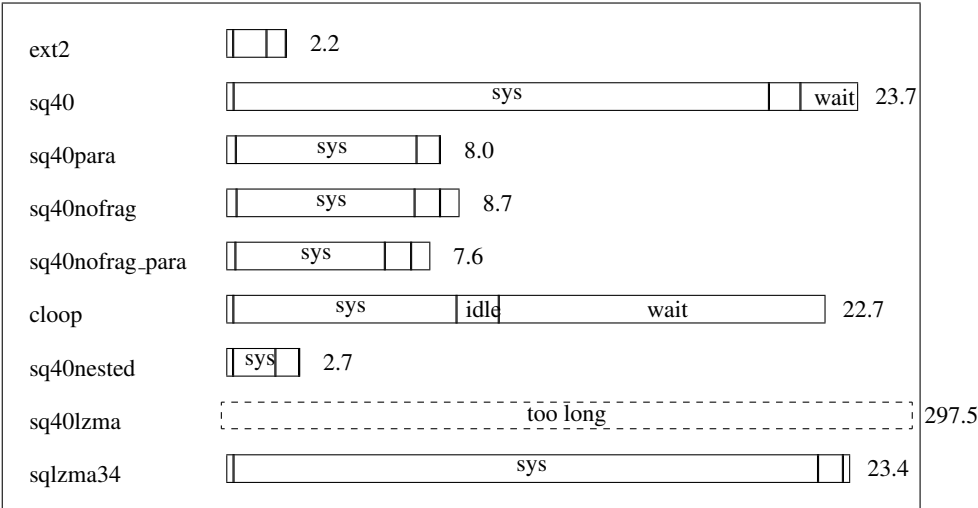 ext2 2.2
sq40 sys wait 23.7
sq40para sys 8.0
sq40nofrag sys 8.7
sq40nofrag_para sys 7.6
cloop sys idle wait 22.7
sq40nested sys 2.7
sq40lzma too long 297.5
sqlzma34 sys 23.4